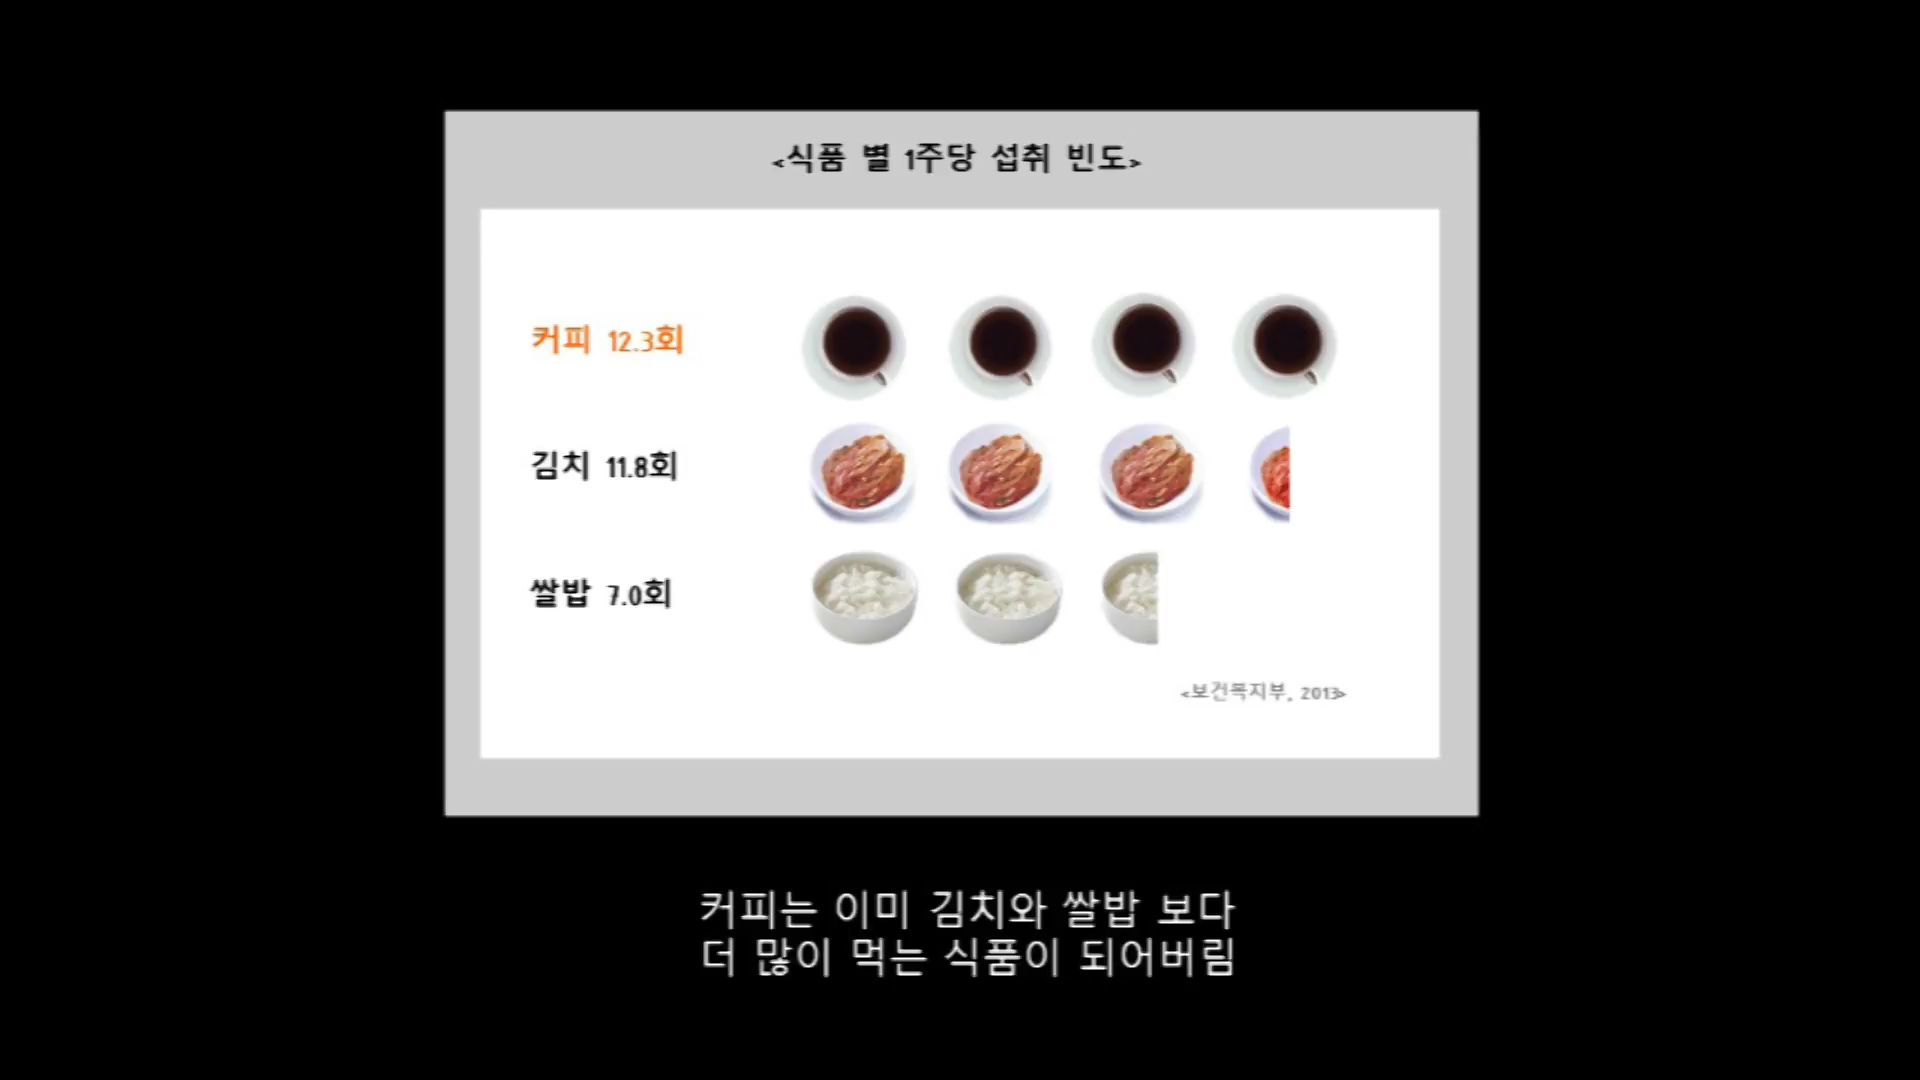 <식품 별 1주당 섭취 빈도>
커피 12.3회
김치 11.8회
쌀밥 7.0회
<보건복지부, 2013>
커피는 이미 김치와 쌀밥 보다
더 많이 먹는 식품이 되어버림